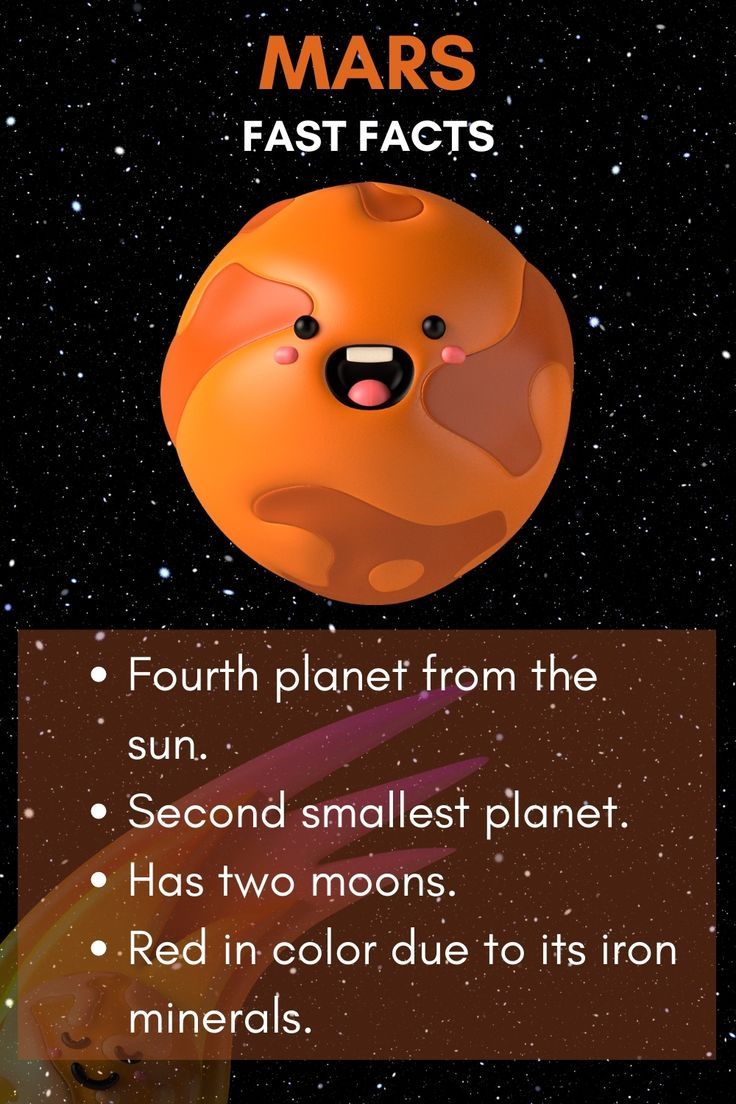 MARS
FAST FACTS
• Fourth planet from the
sun.
• Second smallest planet.
• Has two moons.
• Red in color due to its iron
minerals.